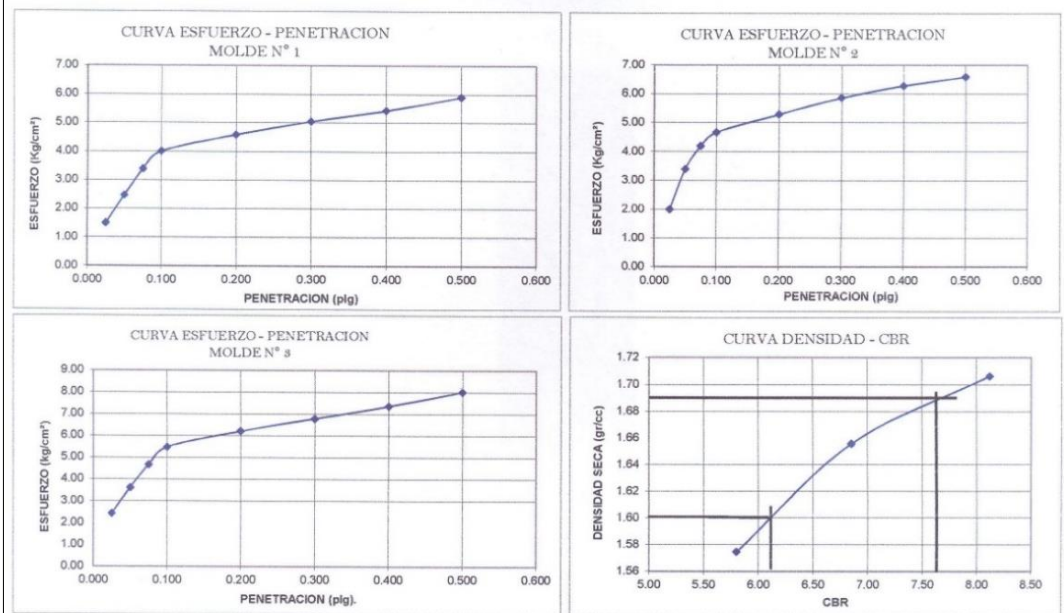 CURVA ESFUERZO - PENETRACION
MOLDE N° 1
7.00
6.00
5.00
4.00
3.00
2.00
1.00
0.00
ESFUERZO (Kg/cm²)
0.000 0.100 0.200 0.300 0.400 0.500 0.600
PENETRACION (plg)
CURVA ESFUERZO - PENETRACION
MOLDE N° 2
7.00
6.00
5.00
4.00
3.00
2.00
1.00
0.00
ESFUERZO (Kg/cm²)
0.000 0.100 0.200 0.300 0.400 0.500 0.600
PENETRACION (plg)
CURVA ESFUERZO - PENETRACION
MOLDE N° 3
9.00
8.00
7.00
6.00
5.00
4.00
3.00
2.00
1.00
0.00
ESFUERZO (kg/cm²)
0.000 0.100 0.200 0.300 0.400 0.500 0.600
PENETRACION (plg).
CURVA DENSIDAD - CBR
1.72
1.70
1.68
1.66
1.64
1.62
1.60
1.58
1.56
DENSIDAD SECA (gr/cc)
5.00 5.50 6.00 6.50 7.00 7.50 8.00 8.50
CBR